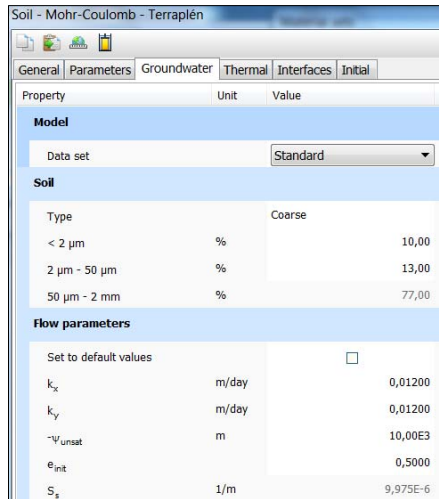 Soil - Mohr-Coulomb - Terraplén
General Parameters Groundwater Thermal Interfaces Initial
Property Unit Value
Model
Data set Standard
Soil
Type Coarse
< 2 μm % 10,00
2 μm - 50 μm % 13,00
50 μm - 2 mm % 77,00
Flow parameters
Set to default values
kₓ m/day 0,01200
k_y m/day 0,01200
-ψ_unsat m 10,00E3
e_init 0,5000
Sₛ 1/m 9,975E-6